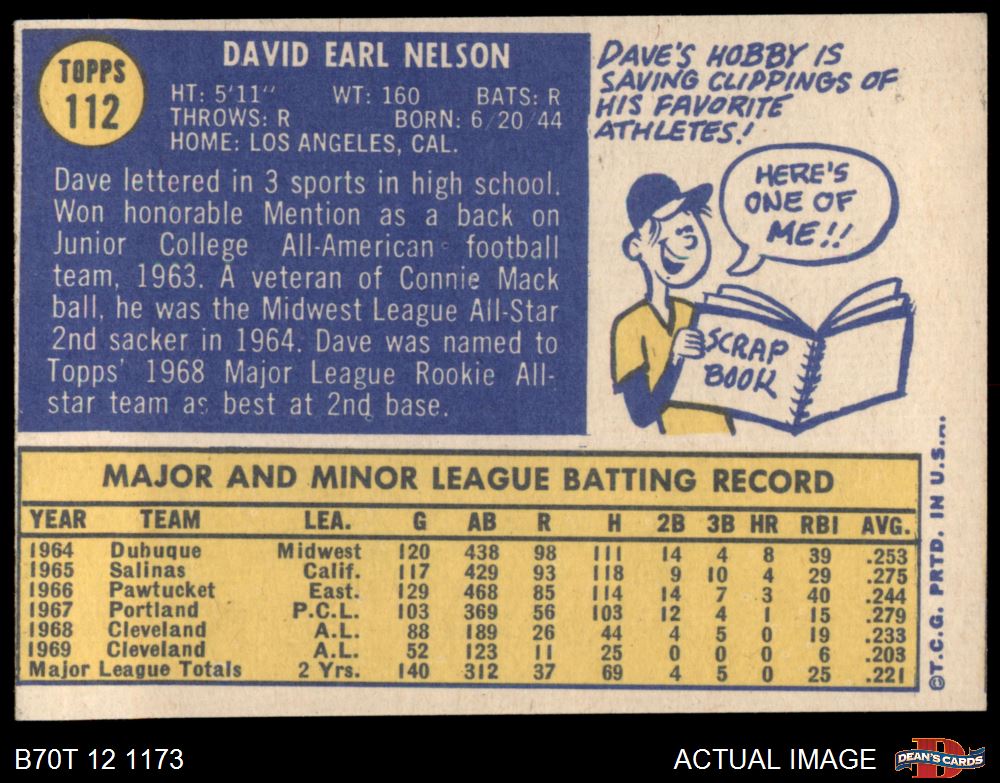 TOPPS
112
DAVID EARL NELSON
HT: 5'11" WT: 160 BATS: R
THROWS: R BORN: 6/20/44
HOME: LOS ANGELES, CAL.
Dave lettered in 3 sports in high school.
Won honorable Mention as a back on
Junior College All-American football
team, 1963. A veteran of Connie Mack
ball, he was the Midwest League All-Star
2nd sacker in 1964. Dave was named to
Topps' 1968 Major League Rookie All-
star team as best at 2nd base.
DAVE'S HOBBY IS
SAVING CLIPPINGS OF
HIS FAVORITE
ATHLETES!
HERE'S
ONE OF
ME!!
SCRAP
BOOK
MAJOR AND MINOR LEAGUE BATTING RECORD
YEAR TEAM LEA. G AB R H 2B 3B HR RBI AVG.
1964 Dubuque Midwest 120 438 98 111 14 4 8 39 .253
1965 Salinas Calif. 117 429 93 118 9 10 4 29 .275
1966 Pawtucket East. 129 468 85 114 14 7 3 40 .244
1967 Portland P.C.L. 103 369 56 103 12 4 1 15 .279
1968 Cleveland A.L. 88 189 26 44 4 5 0 19 .233
1969 Cleveland A.L. 52 123 11 25 0 0 0 6 .203
Major League Totals 2 Yrs. 140 312 37 69 4 5 0 25 .221
©T.C.G. PRTD. IN U.S.A.
B70T 12 1173
ACTUAL IMAGE
D
DEAN'S CARDS